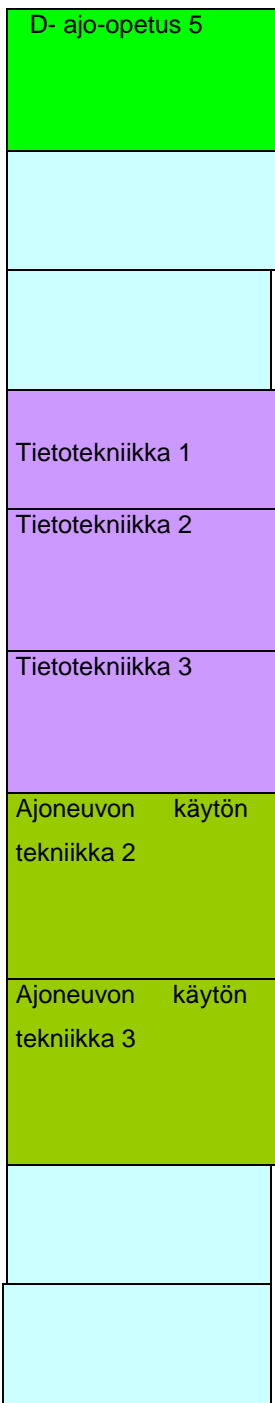 D- ajo-opetus 5
Tietotekniikka 1
Tietotekniikka 2
Tietotekniikka 3
Ajoneuvon käytön
tekniikka 2
Ajoneuvon käytön
tekniikka 3